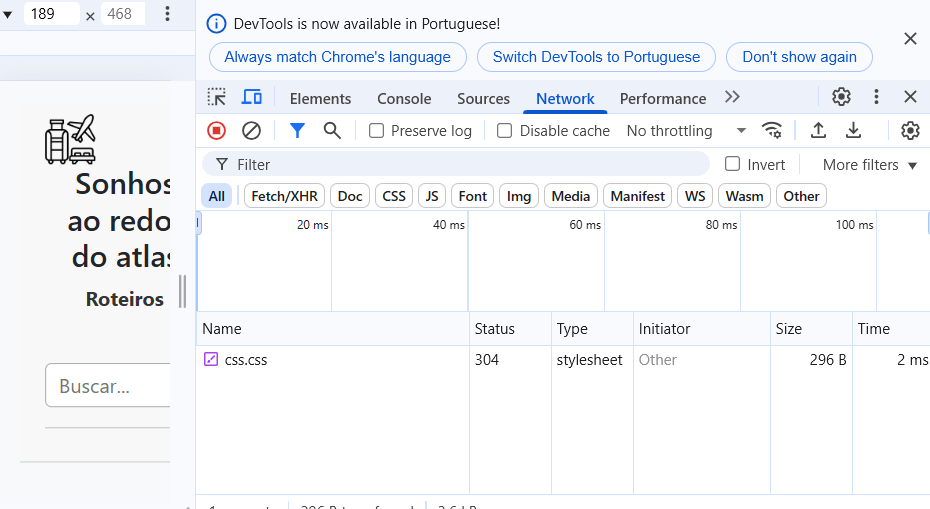 189 × 468
DevTools is now available in Portuguese!
Always match Chrome's language Switch DevTools to Portuguese Don't show again
Elements Console Sources Network Performance
Preserve log Disable cache No throttling
Filter Invert More filters
All Fetch/XHR Doc CSS JS Font Img Media Manifest WS Wasm Other
20 ms 40 ms 60 ms 80 ms 100 ms
Name Status Type Initiator Size Time
css.css 304 stylesheet Other 296 B 2 ms
Sonhos
ao redo
do atlas
Roteiros
Buscar...